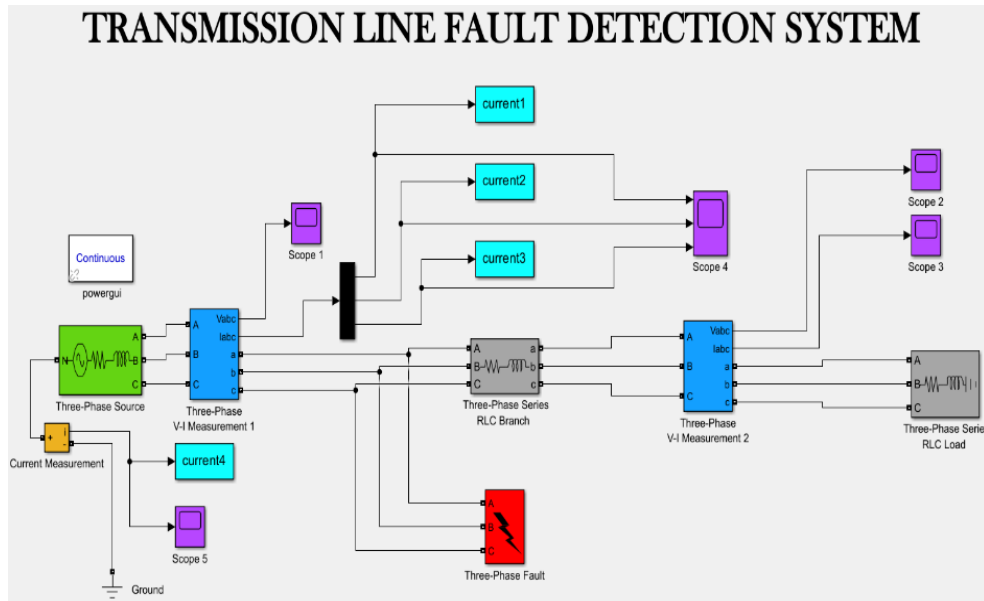 TRANSMISSION LINE FAULT DETECTION SYSTEM
current1
current2
current3
Scope 1
Scope 2
Scope 3
Scope 4
Continuous
powergui
N
A
B
C
Three-Phase Source
A
B
C
Vabc
Iabc
a
b
c
Three-Phase
V-I Measurement 1
A
B
C
a
b
c
Three-Phase Series
RLC Branch
A
B
C
Vabc
Iabc
a
b
c
Three-Phase
V-I Measurement 2
A
B
C
Three-Phase Serie
RLC Load
+
i
-
Current Measurement
current4
Scope 5
Ground
A
B
C
Three-Phase Fault